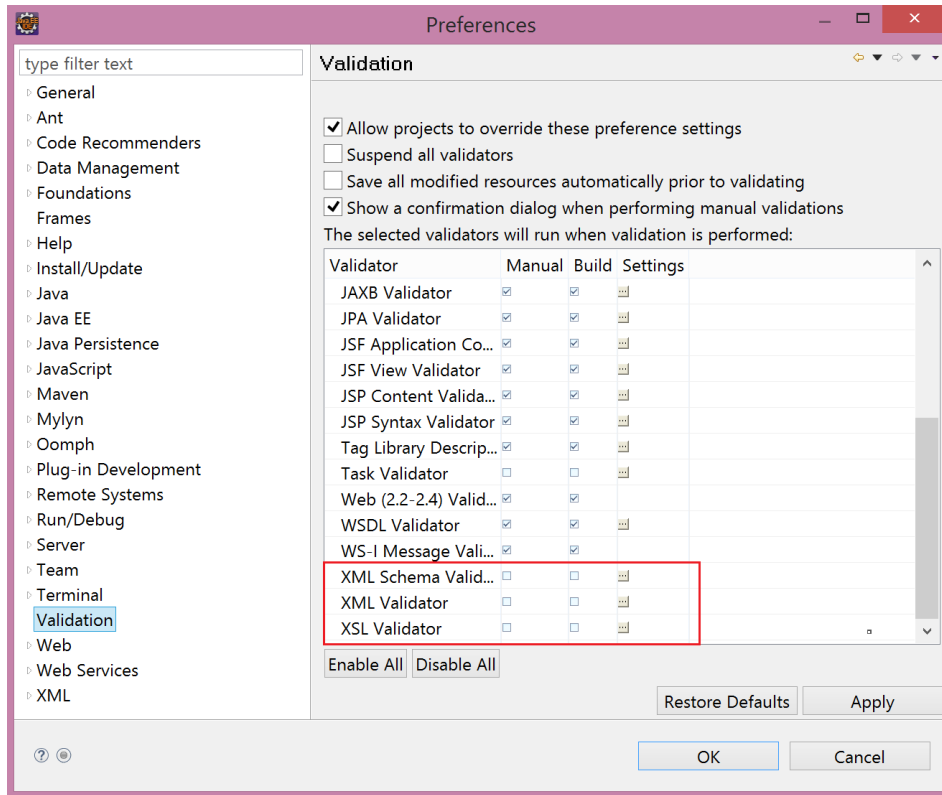 Preferences
type filter text
General
Ant
Code Recommenders
Data Management
Foundations
Frames
Help
Install/Update
Java
Java EE
Java Persistence
JavaScript
Maven
Mylyn
Oomph
Plug-in Development
Remote Systems
Run/Debug
Server
Team
Terminal
Validation
Web
Web Services
XML
Validation
Allow projects to override these preference settings
Suspend all validators
Save all modified resources automatically prior to validating
Show a confirmation dialog when performing manual validations
The selected validators will run when validation is performed:
Validator Manual Build Settings
JAXB Validator
JPA Validator
JSF Application Co...
JSF View Validator
JSP Content Valida...
JSP Syntax Validator
Tag Library Descrip...
Task Validator
Web (2.2-2.4) Valid...
WSDL Validator
WS-I Message Vali...
XML Schema Valid...
XML Validator
XSL Validator
Enable All Disable All
Restore Defaults Apply
OK Cancel